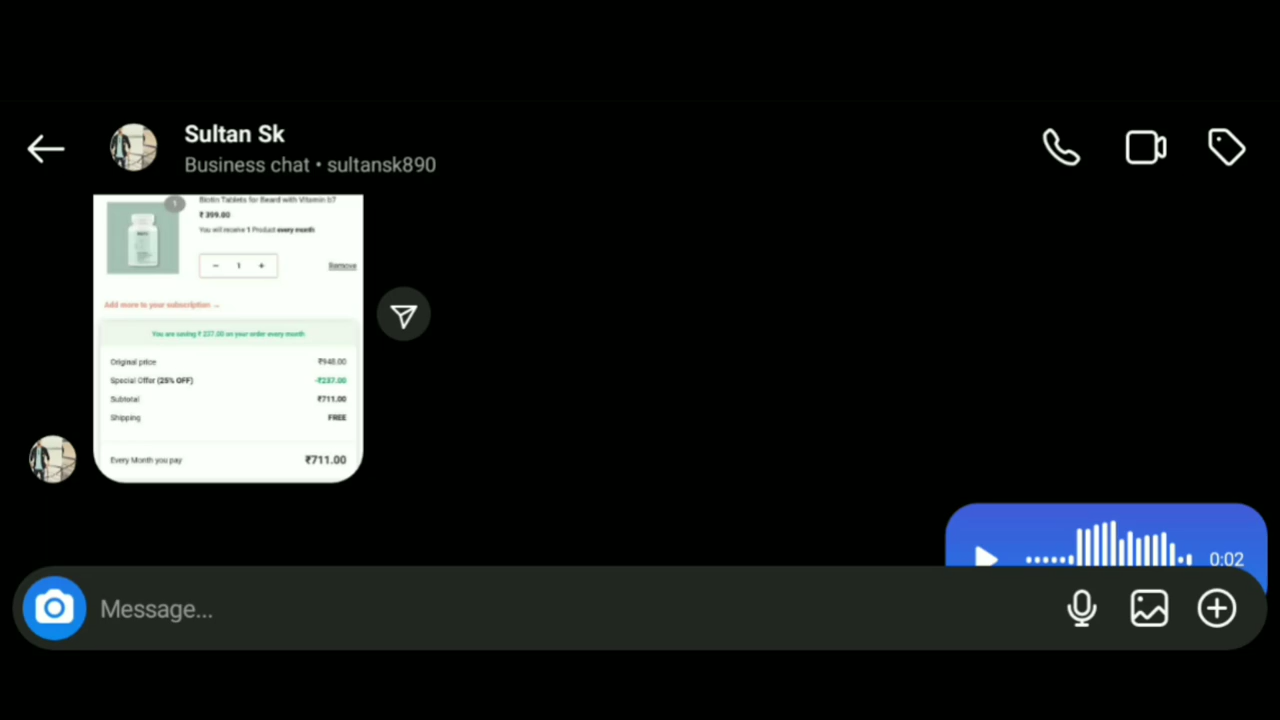 Sultan Sk
Business chat • sultansk890
1
Biotin Tablets for Beard with Vitamin b7
₹ 399.00
You will receive 1 Product every month
− 1 +
Remove
Add more to your subscription
You are saving ₹ 237.00 on your order every month
Original price ₹948.00
Special Offer (25% OFF) -₹237.00
Subtotal ₹711.00
Shipping FREE
Every Month you pay ₹711.00
0:02
Message...